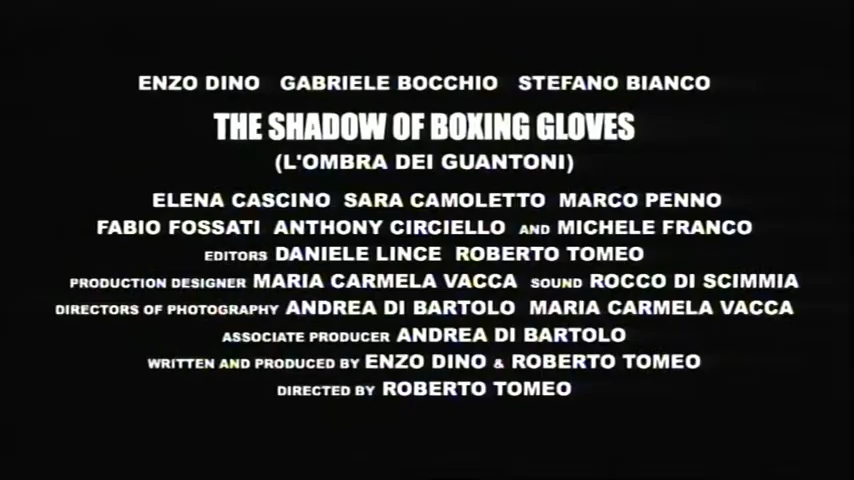 ENZO DINO GABRIELE BOCCHIO STEFANO BIANCO
THE SHADOW OF BOXING GLOVES
(L'OMBRA DEI GUANTONI)
ELENA CASCINO SARA CAMOLETTO MARCO PENNO
FABIO FOSSATI ANTHONY CIRCIELLO AND MICHELE FRANCO
EDITORS DANIELE LINCE ROBERTO TOMEO
PRODUCTION DESIGNER MARIA CARMELA VACCA SOUND ROCCO DI SCIMMIA
DIRECTORS OF PHOTOGRAPHY ANDREA DI BARTOLO MARIA CARMELA VACCA
ASSOCIATE PRODUCER ANDREA DI BARTOLO
WRITTEN AND PRODUCED BY ENZO DINO & ROBERTO TOMEO
DIRECTED BY ROBERTO TOMEO